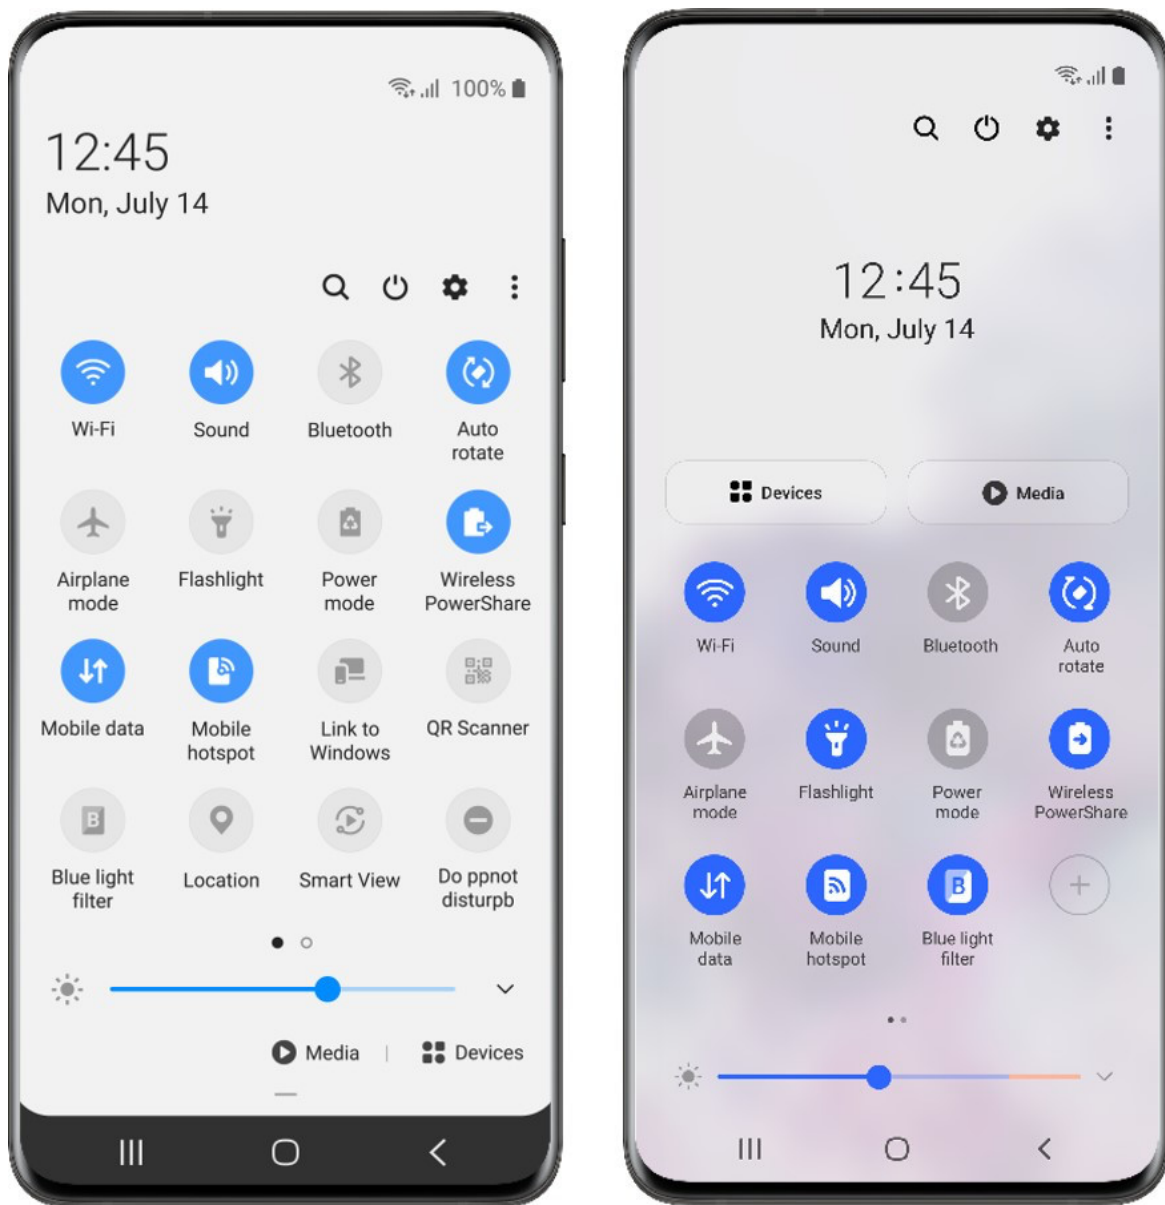 100%
12:45
Mon, July 14
Wi-Fi Sound Bluetooth Auto
rotate
Airplane Flashlight Power Wireless
mode mode PowerShare
Mobile data Mobile Link to QR Scanner
hotspot Windows
Blue light Location Smart View Do ppnot
filter disturpb
Media | Devices
12:45
Mon, July 14
Devices Media
Wi-Fi Sound Bluetooth Auto
rotate
Airplane Flashlight Power Wireless
mode mode PowerShare
Mobile Mobile Blue light
data hotspot filter